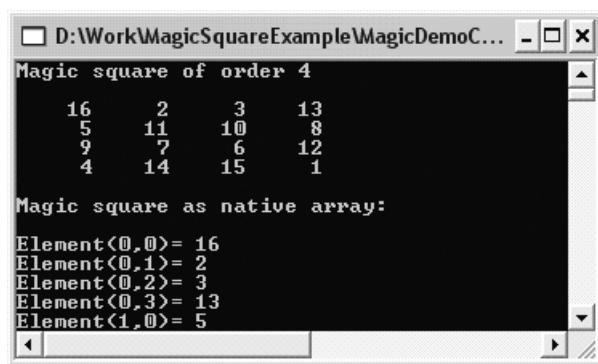 D:\Work\MagicSquareExample\MagicDemoC...
Magic square of order 4
16 2 3 13
5 11 10 8
9 7 6 12
4 14 15 1
Magic square as native array:
Element(0,0)= 16
Element(0,1)= 2
Element(0,2)= 3
Element(0,3)= 13
Element(1,0)= 5